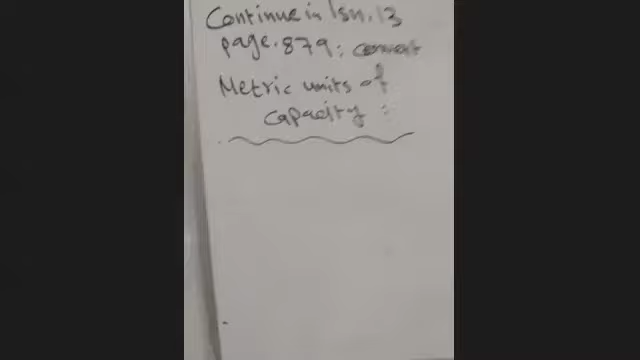 Continue in lsn.13
page.879: convert
Metric units of
capacity :